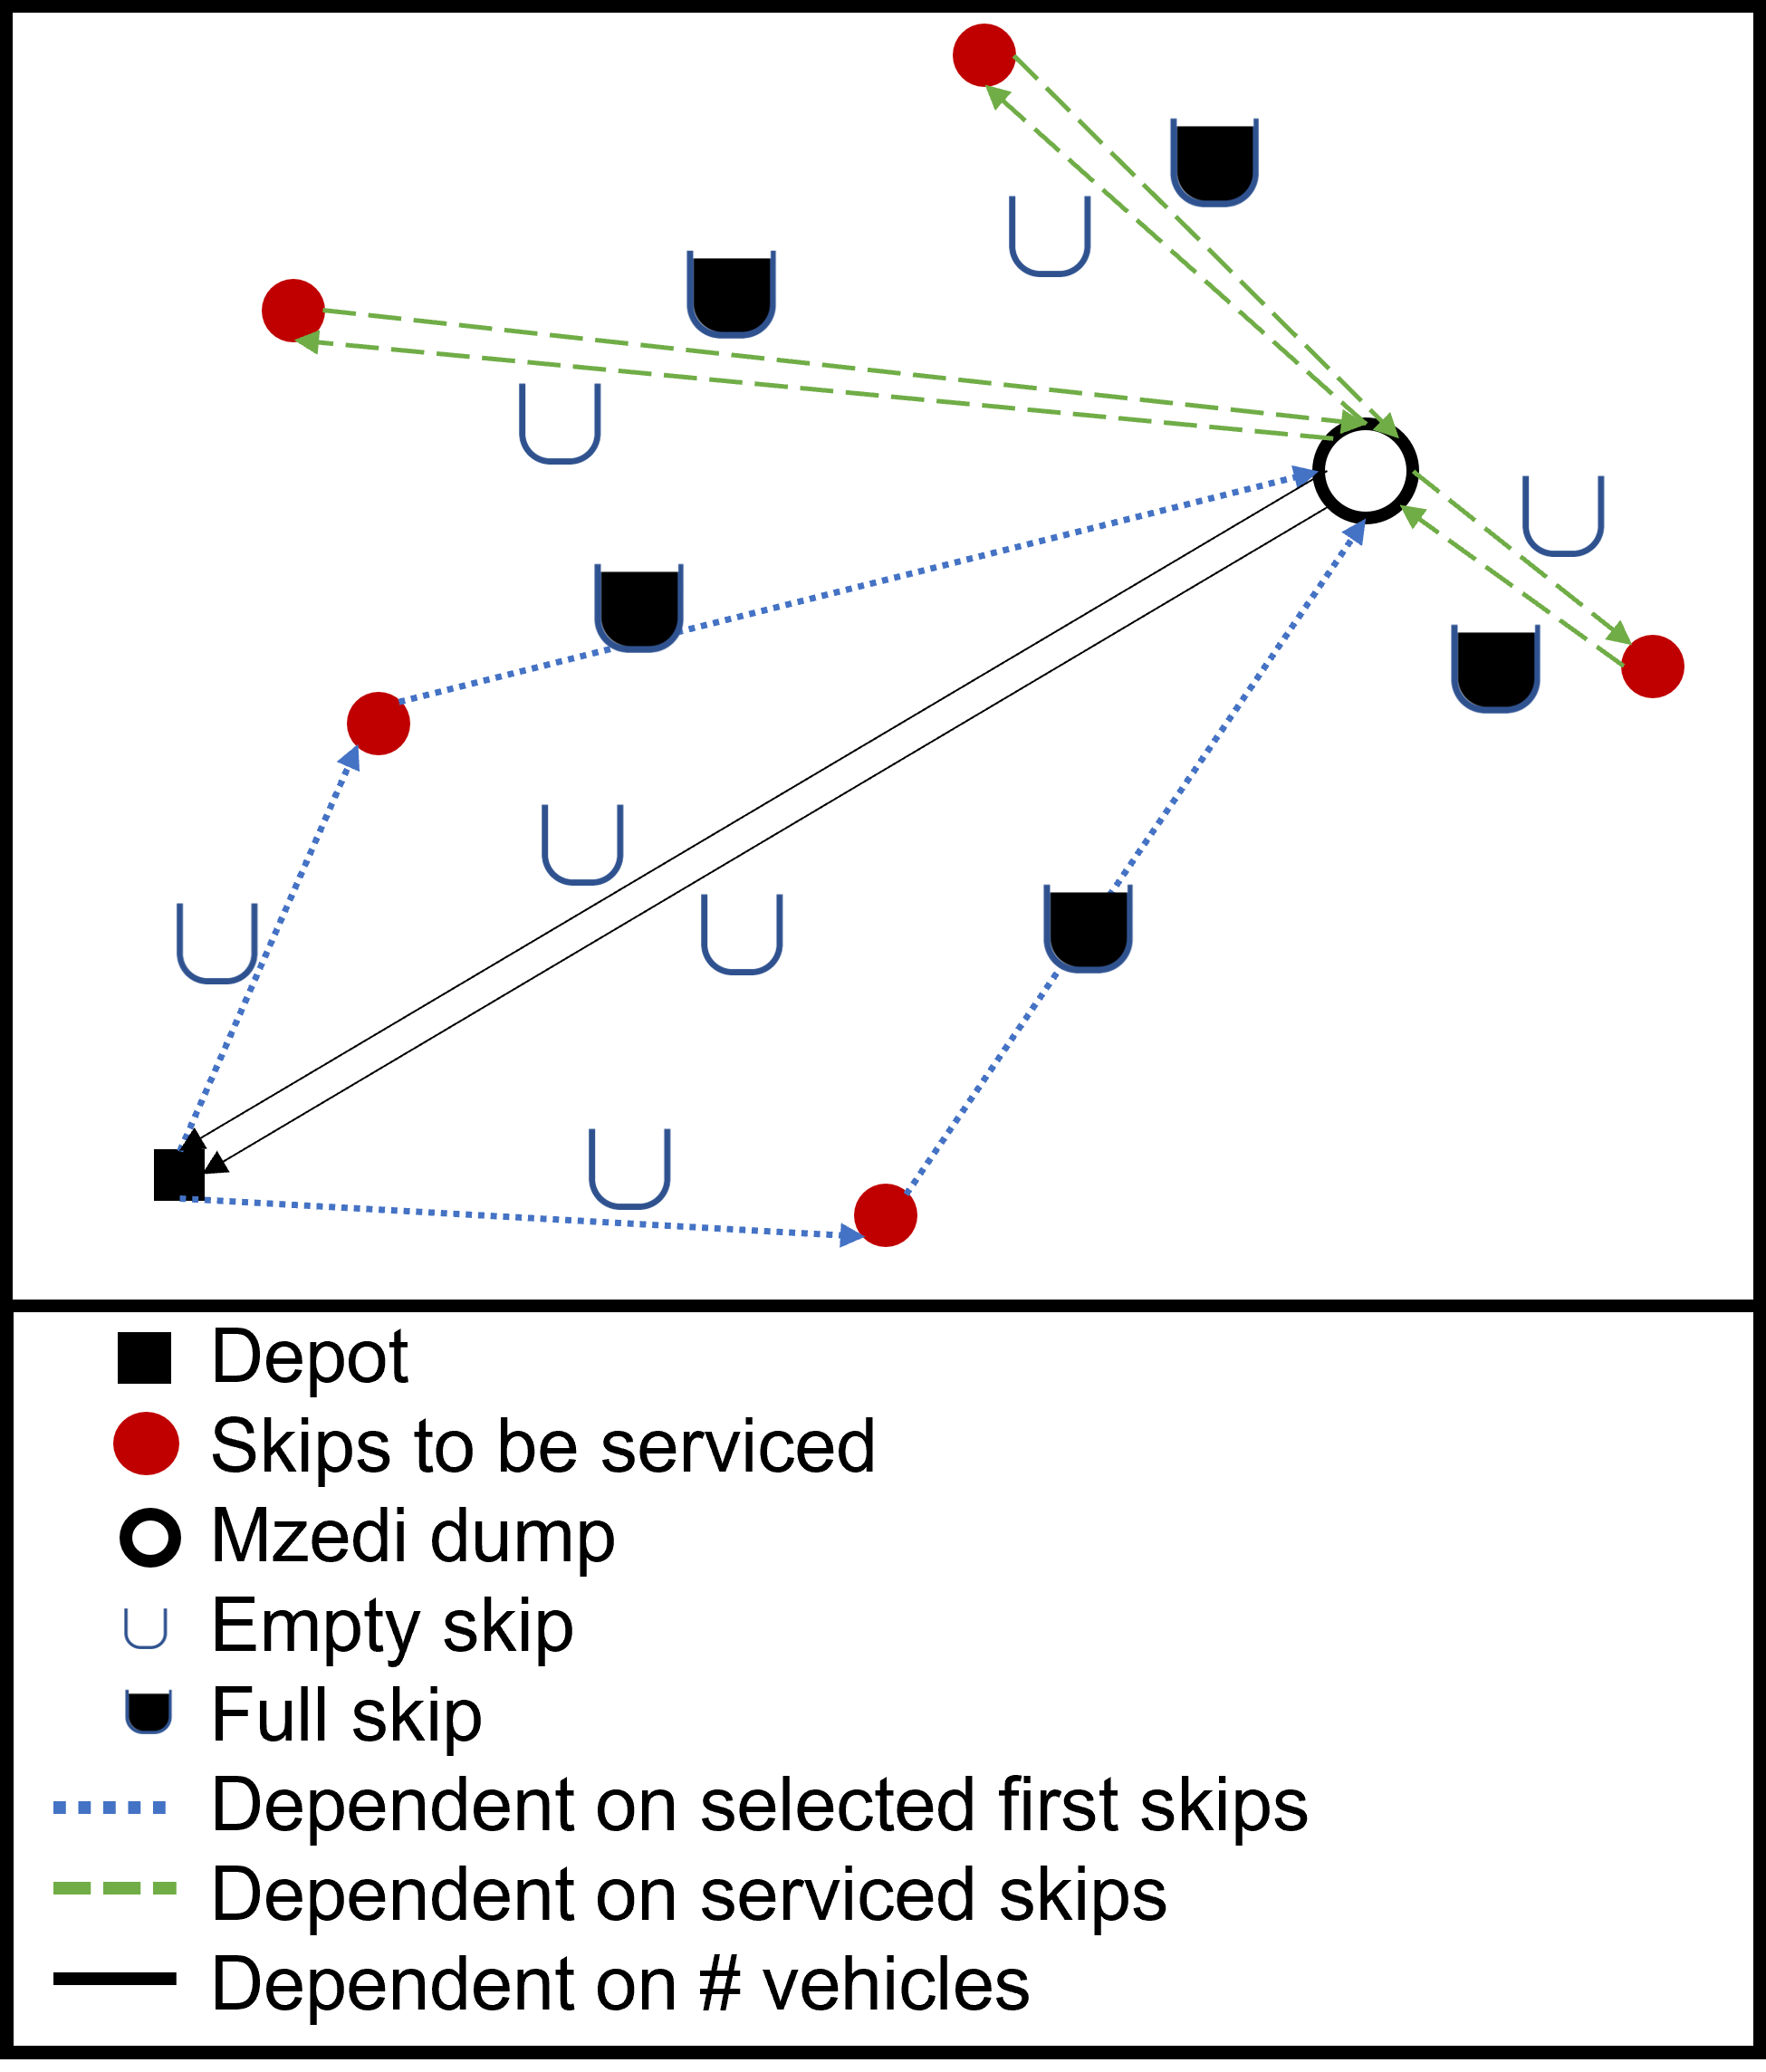 Depot
Skips to be serviced
Mzedi dump
Empty skip
Full skip
Dependent on selected first skips
Dependent on serviced skips
Dependent on # vehicles